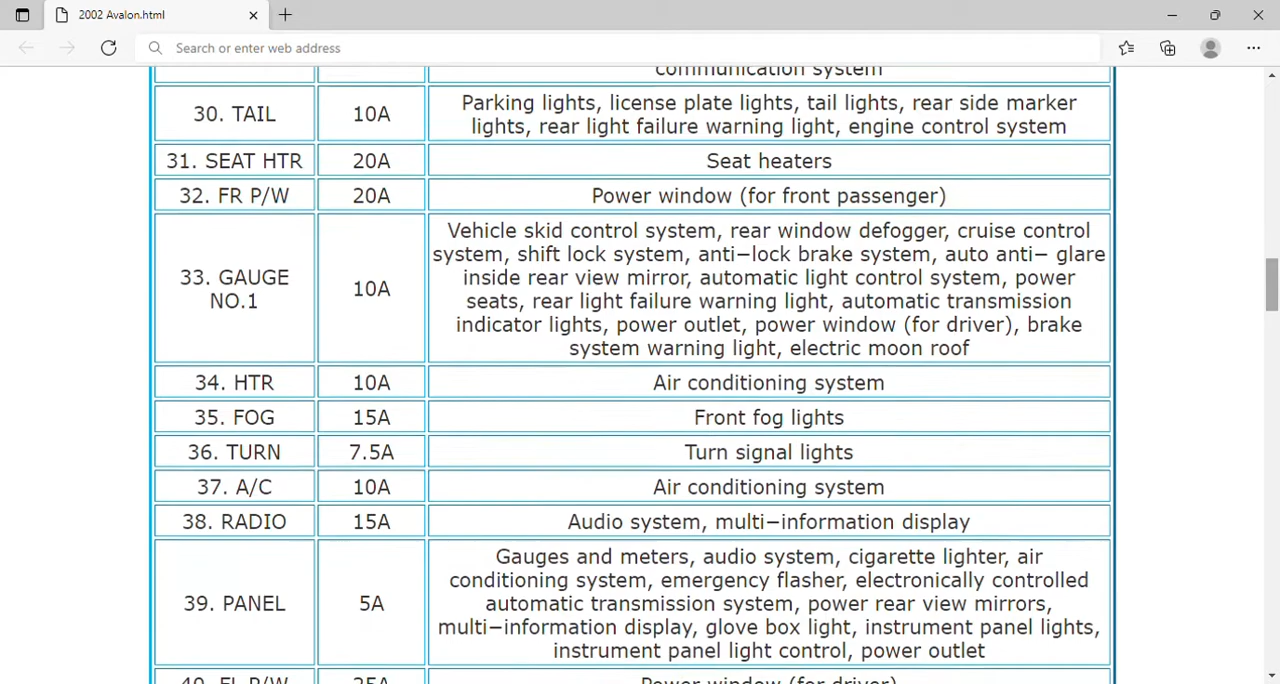 2002 Avalon.html
Search or enter web address
communication system
30. TAIL
10A
Parking lights, license plate lights, tail lights, rear side marker
lights, rear light failure warning light, engine control system
31. SEAT HTR
20A
Seat heaters
32. FR P/W
20A
Power window (for front passenger)
33. GAUGE
NO.1
10A
Vehicle skid control system, rear window defogger, cruise control
system, shift lock system, anti−lock brake system, auto anti− glare
inside rear view mirror, automatic light control system, power
seats, rear light failure warning light, automatic transmission
indicator lights, power outlet, power window (for driver), brake
system warning light, electric moon roof
34. HTR
10A
Air conditioning system
35. FOG
15A
Front fog lights
36. TURN
7.5A
Turn signal lights
37. A/C
10A
Air conditioning system
38. RADIO
15A
Audio system, multi−information display
39. PANEL
5A
Gauges and meters, audio system, cigarette lighter, air
conditioning system, emergency flasher, electronically controlled
automatic transmission system, power rear view mirrors,
multi−information display, glove box light, instrument panel lights,
instrument panel light control, power outlet
40. FL P/W
25A
Power window (for driver)